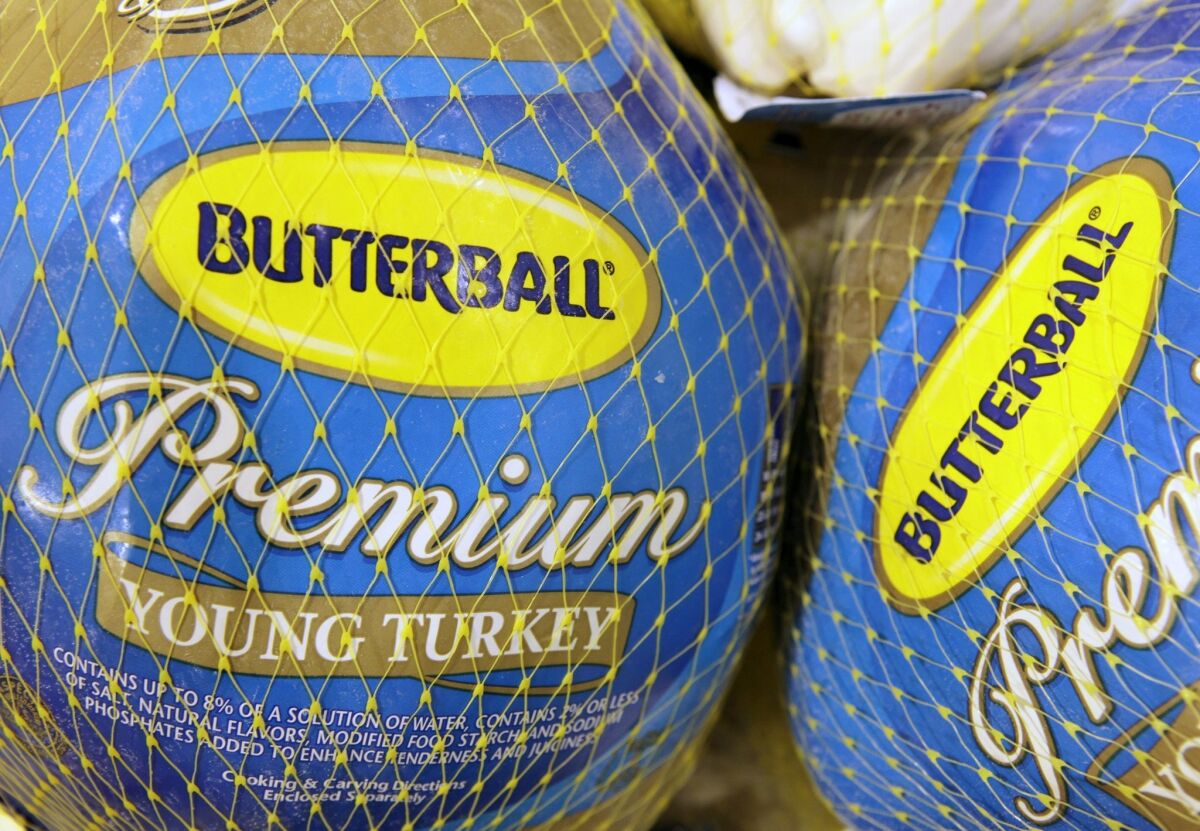 BUTTERBALL®
Premium
YOUNG TURKEY
CONTAINS UP TO 8% OF A SOLUTION OF WATER, CONTAINS 2% OR LESS
OF SALT, NATURAL FLAVORS, MODIFIED FOOD STARCH AND SODIUM
PHOSPHATES ADDED TO ENHANCE TENDERNESS AND JUICINESS
Cooking & Carving Directions
Enclosed Separately
BUTTERBALL®
Prem
YO